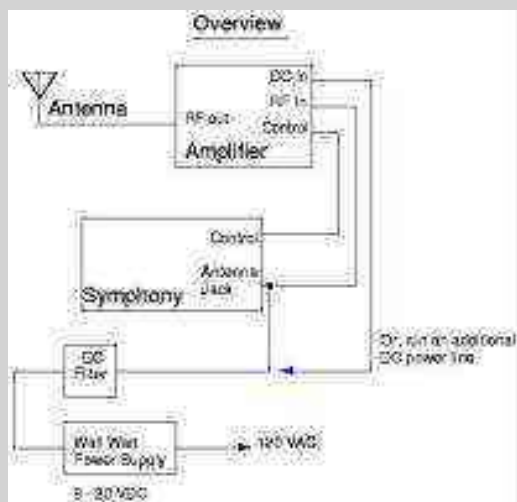 Overview
DC In
RF In
Antenna
RF out
Control
Amplifier
Control
Antenna
Jack
Symphony
Or, run an additional
DC power line
DC
Filter
Wall Wart
Power Supply
120 VAC
VDC